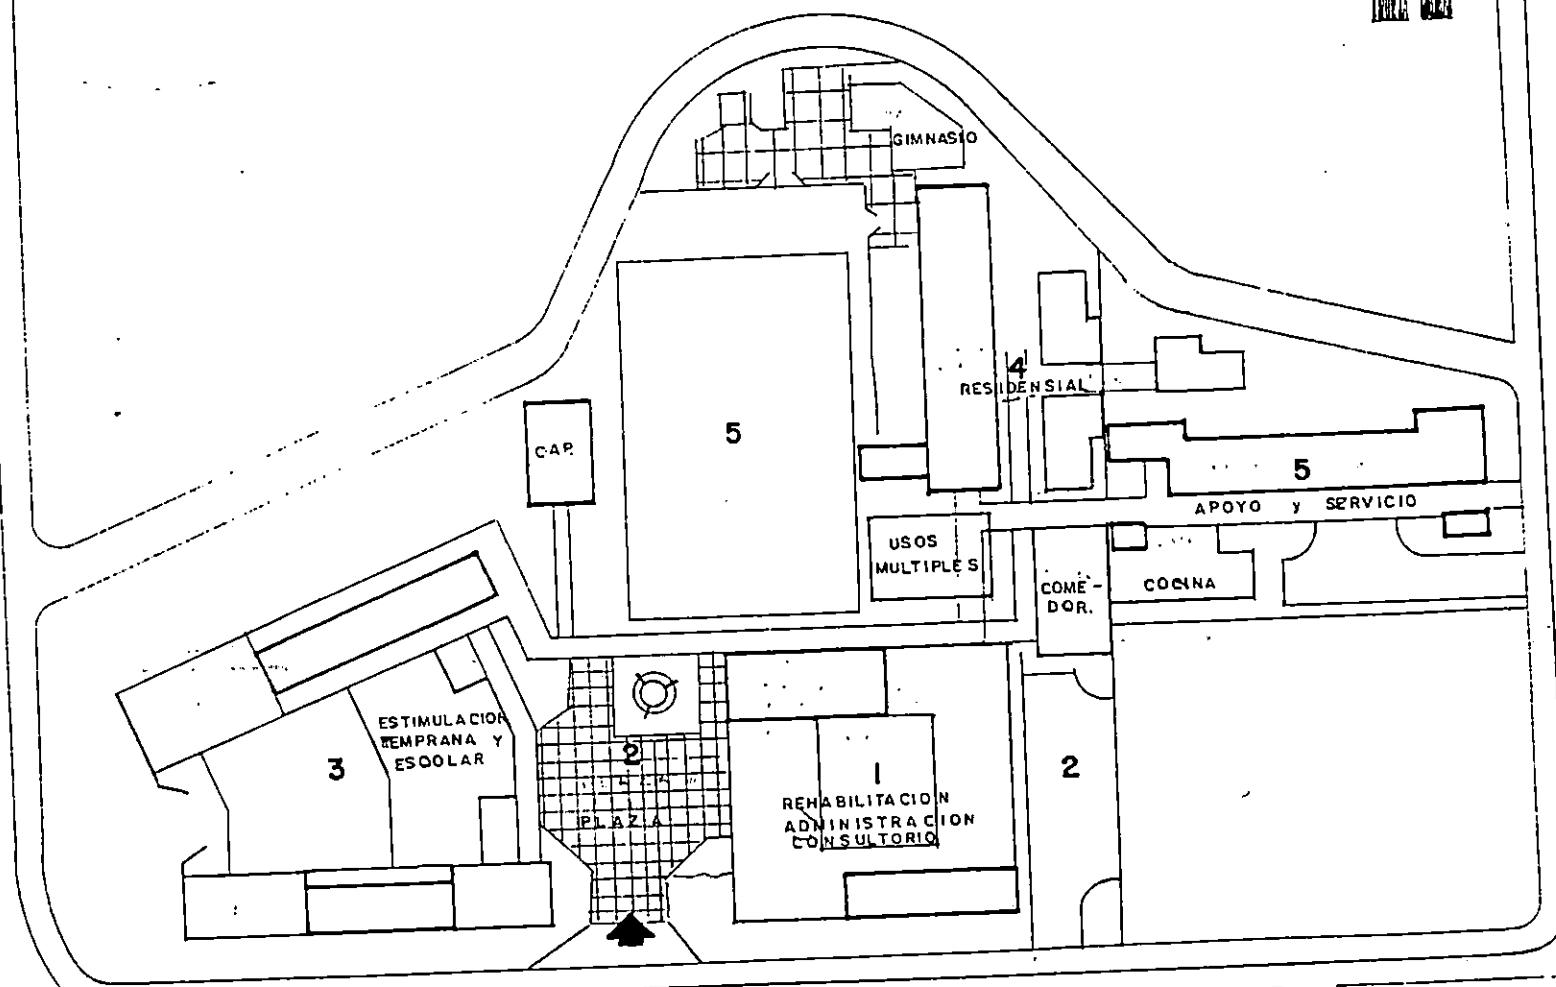 GIMNASIO
4
RESIDENSIAL
C·A·P.
5
5
APOYO y SERVICIO
USOS
MULTIPLES
COME-
DOR.
COCINA
ESTIMULACION
TEMPRANA Y
ESCOLAR
3
2
PLAZA
1
REHABILITACION
ADMINISTRACION
CONSULTORIO
2